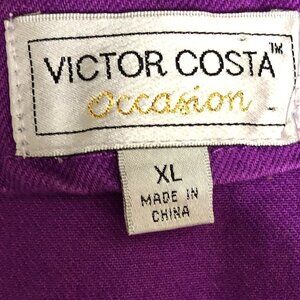 VICTOR COSTA™
Occasion
XL
MADE IN
CHINA